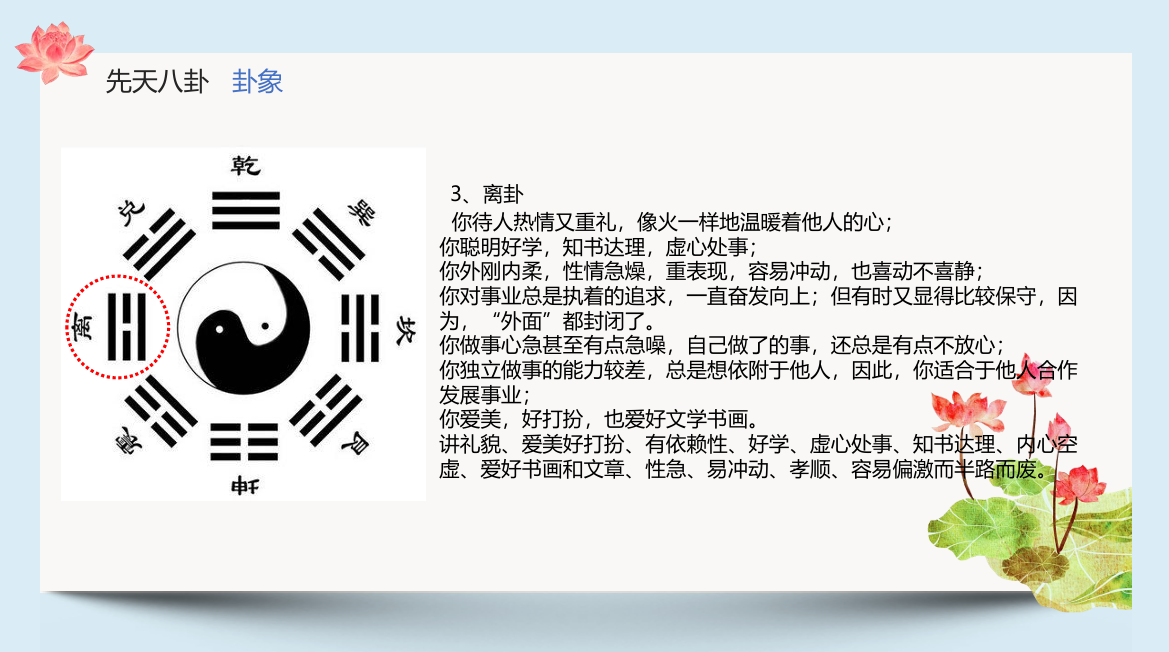 先天八卦 卦象
乾
兑
巽
离
坎
震
艮
坤
3、离卦
你待人热情又重礼，像火一样地温暖着他人的心；
你聪明好学，知书达理，虚心处事；
你外刚内柔，性情急燥，重表现，容易冲动，也喜动不喜静；
你对事业总是执着的追求，一直奋发向上；但有时又显得比较保守，因
为，“外面”都封闭了。
你做事心急甚至有点急噪，自己做了的事，还总是有点不放心；
你独立做事的能力较差，总是想依附于他人，因此，你适合于他人合作
发展事业；
你爱美，好打扮，也爱好文学书画。
讲礼貌、爱美好打扮、有依赖性、好学、虚心处事、知书达理、内心空
虚、爱好书画和文章、性急、易冲动、孝顺、容易偏激而半路而废。